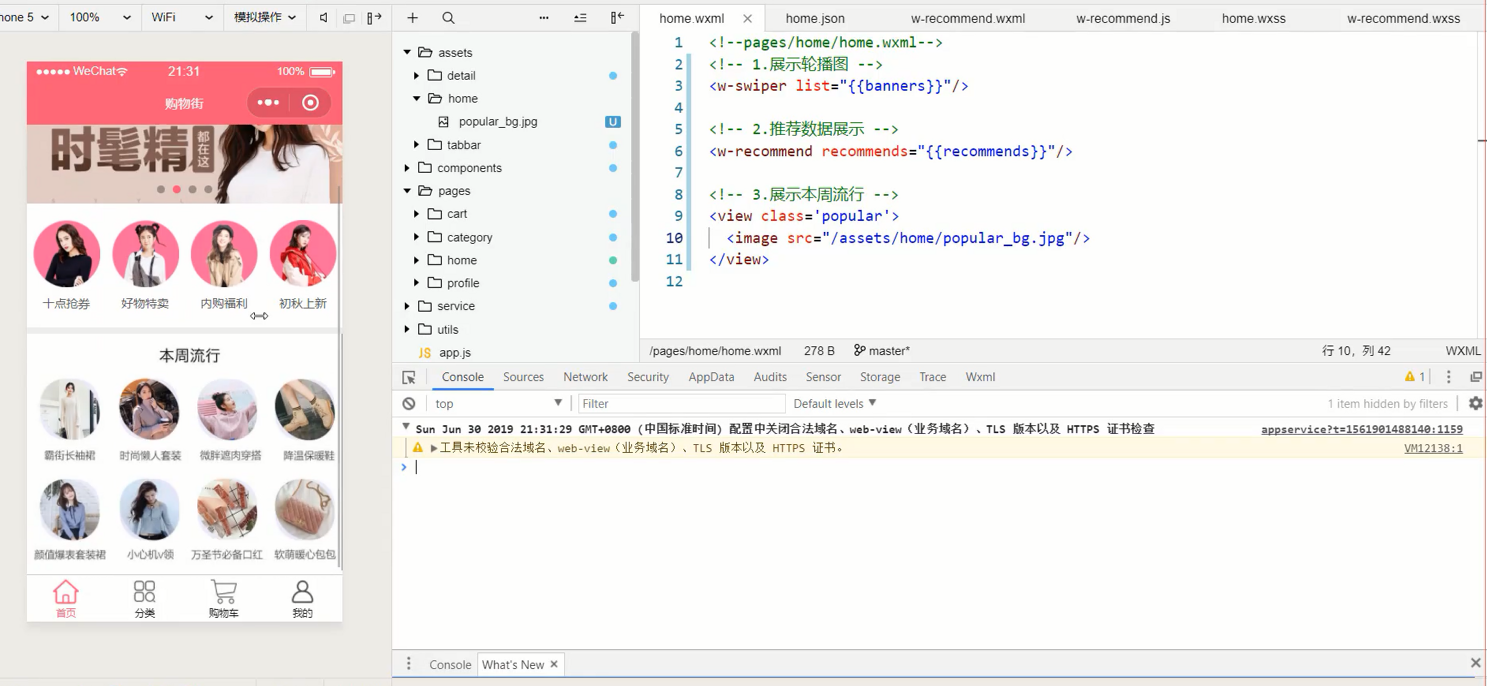 hone 5
100%
WiFi
模拟操作
WeChat
21:31
100%
购物街
时髦精
都在这
十点抢券
好物特卖
内购福利
初秋上新
本周流行
霸街长袖裙
时尚懒人套装
微胖遮肉穿搭
降温保暖鞋
颜值爆表套装裙
小心机v领
万圣节必备口红
软萌暖心包包
首页
分类
购物车
我的
assets
detail
home
popular_bg.jpg
U
tabbar
components
pages
cart
category
home
profile
service
utils
JS app.js
home.wxml
home.json
w-recommend.wxml
w-recommend.js
home.wxss
w-recommend.wxss
1 <!--pages/home/home.wxml-->
2 <!-- 1.展示轮播图 -->
3 <w-swiper list="{{banners}}"/>
4
5 <!-- 2.推荐数据展示 -->
6 <w-recommend recommends="{{recommends}}"/>
7
8 <!-- 3.展示本周流行 -->
9 <view class='popular'>
10 <image src="/assets/home/popular_bg.jpg"/>
11 </view>
12
/pages/home/home.wxml
278 B
master*
行 10，列 42
WXML
Console
Sources
Network
Security
AppData
Audits
Sensor
Storage
Trace
Wxml
1
top
Filter
Default levels
1 item hidden by filters
Sun Jun 30 2019 21:31:29 GMT+0800 (中国标准时间) 配置中关闭合法域名、web-view（业务域名）、TLS 版本以及 HTTPS 证书检查
appservice?t=1561901488140:1159
工具未校验合法域名、web-view（业务域名）、TLS 版本以及 HTTPS 证书。
VM12138:1
Console
What's New